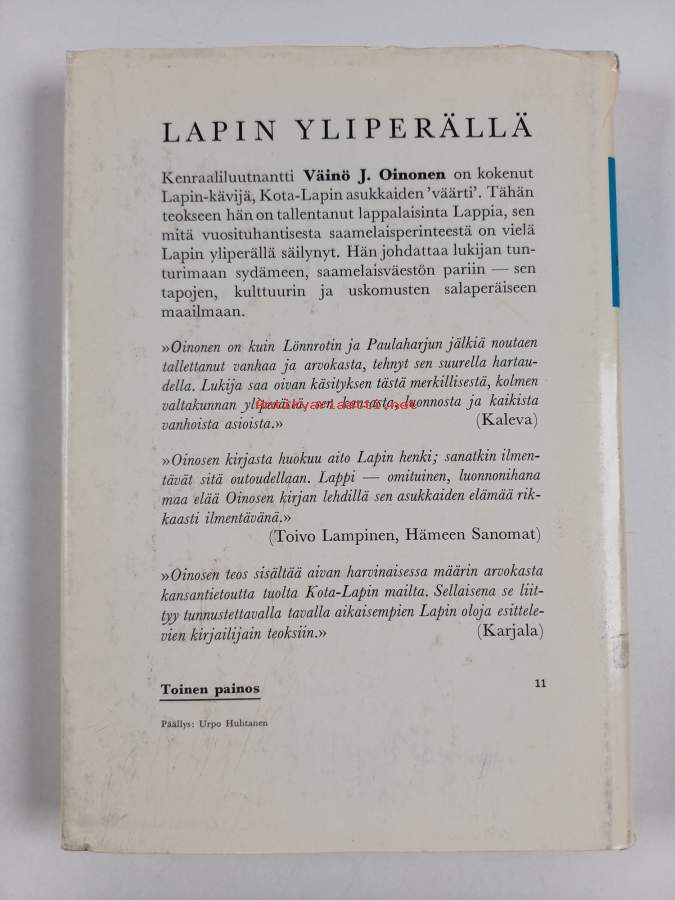 LAPIN YLIPERÄLLÄ
Kenraaliluutnantti Väinö J. Oinonen on kokenut
Lapin-kävijä, Kota-Lapin asukkaiden 'väärti'. Tähän
teokseen hän on tallentanut lappalaisinta Lappia, sen
mitä vuosituhantisesta saamelaisperinteestä on vielä
Lapin yliperällä säilynyt. Hän johdattaa lukijan tun-
turimaan sydämeen, saamelaisväestön pariin — sen
tapojen, kulttuurin ja uskomusten salaperäiseen
maailmaan.
»Oinonen on kuin Lönnrotin ja Paulaharjun jälkiä noutaen
tallettanut vanhaa ja arvokasta, tehnyt sen suurella hartau-
della. Lukija saa oivan käsityksen tästä merkillisestä, kolmen
valtakunnan yliperästä, sen kansasta, luonnosta ja kaikista
vanhoista asioista.» (Kaleva)
»Oinosen kirjasta huokuu aito Lapin henki; sanatkin ilmen-
tävät sitä outoudellaan. Lappi — omituinen, luonnonihana
maa elää Oinosen kirjan lehdillä sen asukkaiden elämää rik-
kaasti ilmentävänä.»
(Toivo Lampinen, Hämeen Sanomat)
»Oinosen teos sisältää aivan harvinaisessa määrin arvokasta
kansantietoutta tuolta Kota-Lapin mailta. Sellaisena se liit-
tyy tunnustettavalla tavalla aikaisempien Lapin oloja esittele-
vien kirjailijain teoksiin.» (Karjala)
Toinen painos 11
Päällys: Urpo Huhtanen